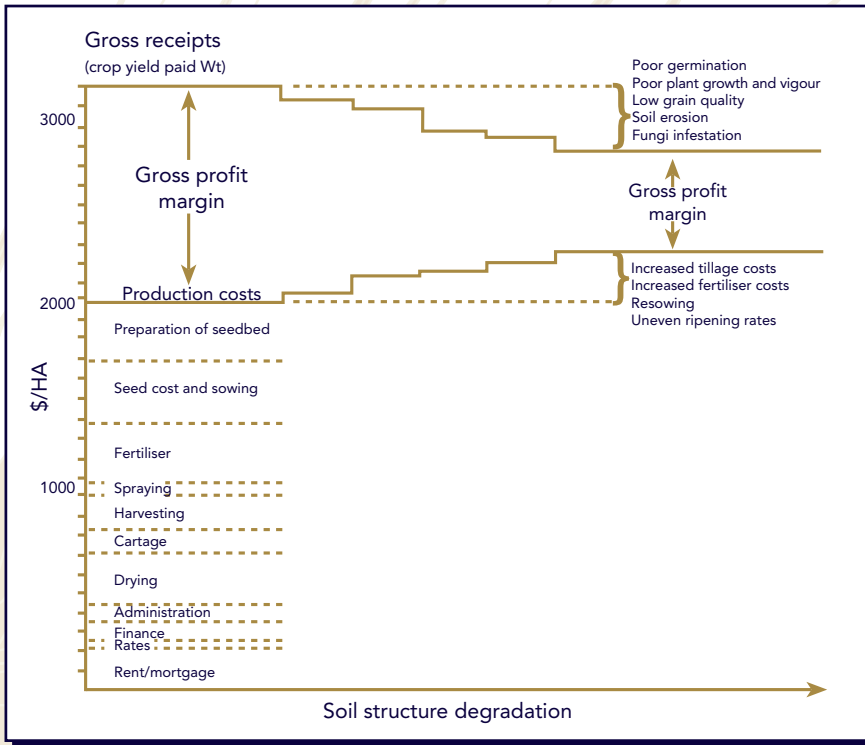 Gross receipts
(crop yield paid Wt)
Poor germination
Poor plant growth and vigour
Low grain quality
Soil erosion
Fungi infestation
3000
Gross profit
margin
Gross profit
margin
Production costs
2000
Increased tillage costs
Increased fertiliser costs
Resowing
Uneven ripening rates
Preparation of seedbed
Seed cost and sowing
$/HA
Fertiliser
1000
Spraying
Harvesting
Cartage
Drying
Administration
Finance
Rates
Rent/mortgage
Soil structure degradation